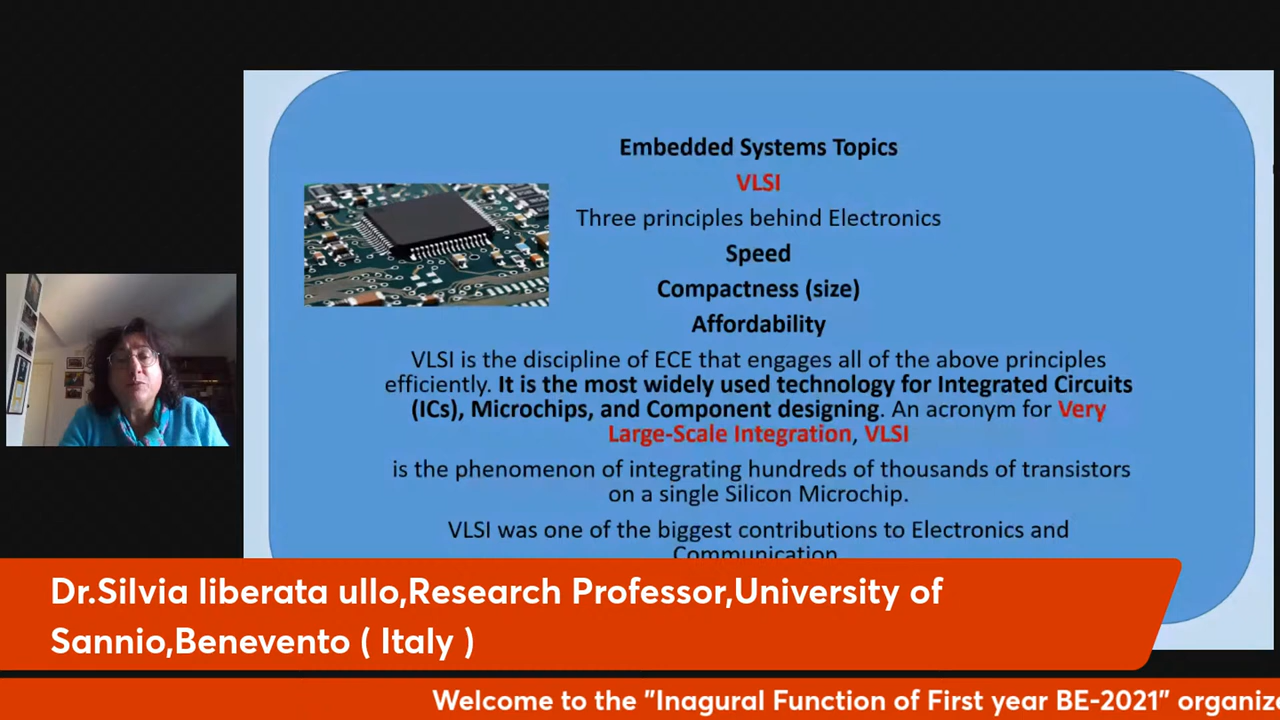 Embedded Systems Topics
VLSI
Three principles behind Electronics
Speed
Compactness (size)
Affordability
VLSI is the discipline of ECE that engages all of the above principles
efficiently. It is the most widely used technology for Integrated Circuits
(ICs), Microchips, and Component designing. An acronym for Very
Large-Scale Integration, VLSI
is the phenomenon of integrating hundreds of thousands of transistors
on a single Silicon Microchip.
VLSI was one of the biggest contributions to Electronics and
Communication
Dr.Silvia liberata ullo,Research Professor,University of
Sannio,Benevento ( Italy )
Welcome to the "Inagural Function of First year BE-2021" organiz